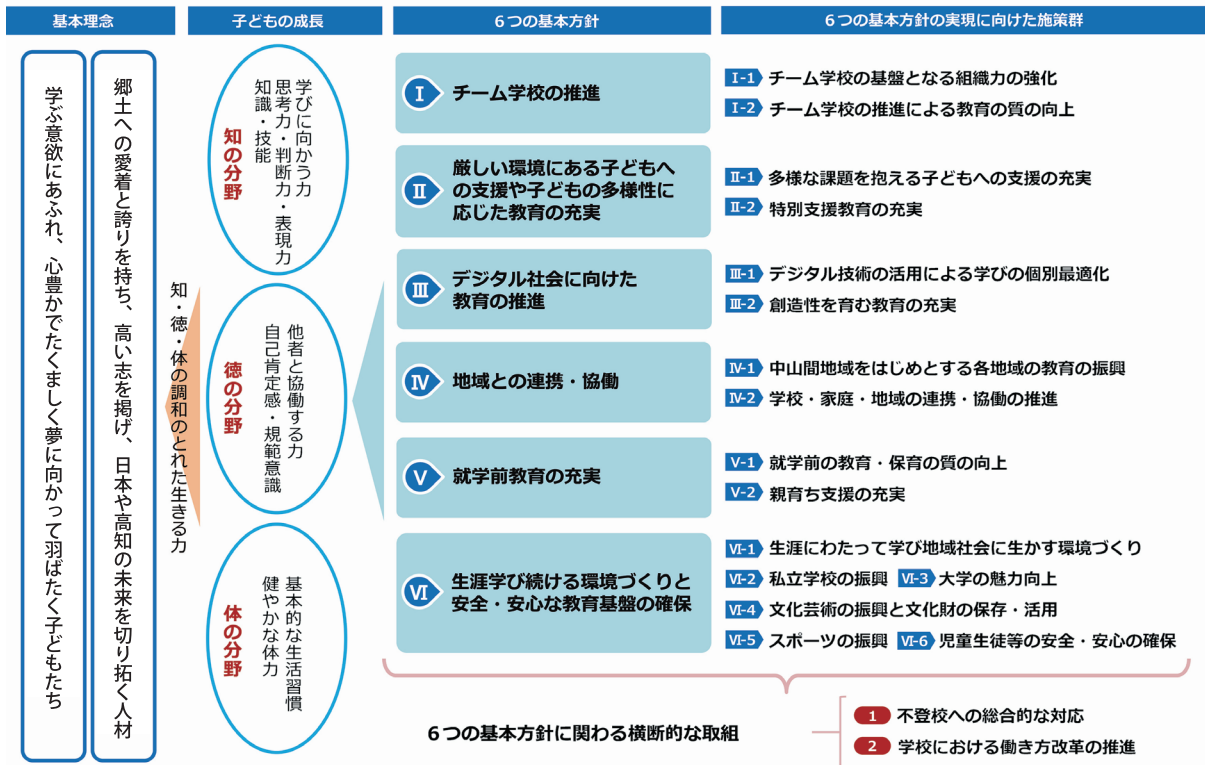 基本理念
学ぶ意欲にあふれ、心豊かでたくましく夢に向かって羽ばたく子どもたち
郷土への愛着と誇りを持ち、高い志を掲げ、日本や高知の未来を切り拓く人材
知・徳・体の調和のとれた生きる力
子どもの成長
知の分野
学びに向かう力
思考力・判断力・表現力
知識・技能
徳の分野
他者と協働する力
自己肯定感・規範意識
体の分野
基本的な生活習慣
健やかな体力
6つの基本方針
Ⅰ チーム学校の推進
Ⅱ 厳しい環境にある子どもへ
の支援や子どもの多様性に
応じた教育の充実
Ⅲ デジタル社会に向けた
教育の推進
Ⅳ 地域との連携・協働
Ⅴ 就学前教育の充実
Ⅵ 生涯学び続ける環境づくりと
安全・安心な教育基盤の確保
6つの基本方針の実現に向けた施策群
Ⅰ-1 チーム学校の基盤となる組織力の強化
Ⅰ-2 チーム学校の推進による教育の質の向上
Ⅱ-1 多様な課題を抱える子どもへの支援の充実
Ⅱ-2 特別支援教育の充実
Ⅲ-1 デジタル技術の活用による学びの個別最適化
Ⅲ-2 創造性を育む教育の充実
Ⅳ-1 中山間地域をはじめとする各地域の教育の振興
Ⅳ-2 学校・家庭・地域の連携・協働の推進
Ⅴ-1 就学前の教育・保育の質の向上
Ⅴ-2 親育ち支援の充実
Ⅵ-1 生涯にわたって学び地域社会に生かす環境づくり
Ⅵ-2 私立学校の振興 Ⅵ-3 大学の魅力向上
Ⅵ-4 文化芸術の振興と文化財の保存・活用
Ⅵ-5 スポーツの振興 Ⅵ-6 児童生徒等の安全・安心の確保
6つの基本方針に関わる横断的な取組
1 不登校への総合的な対応
2 学校における働き方改革の推進